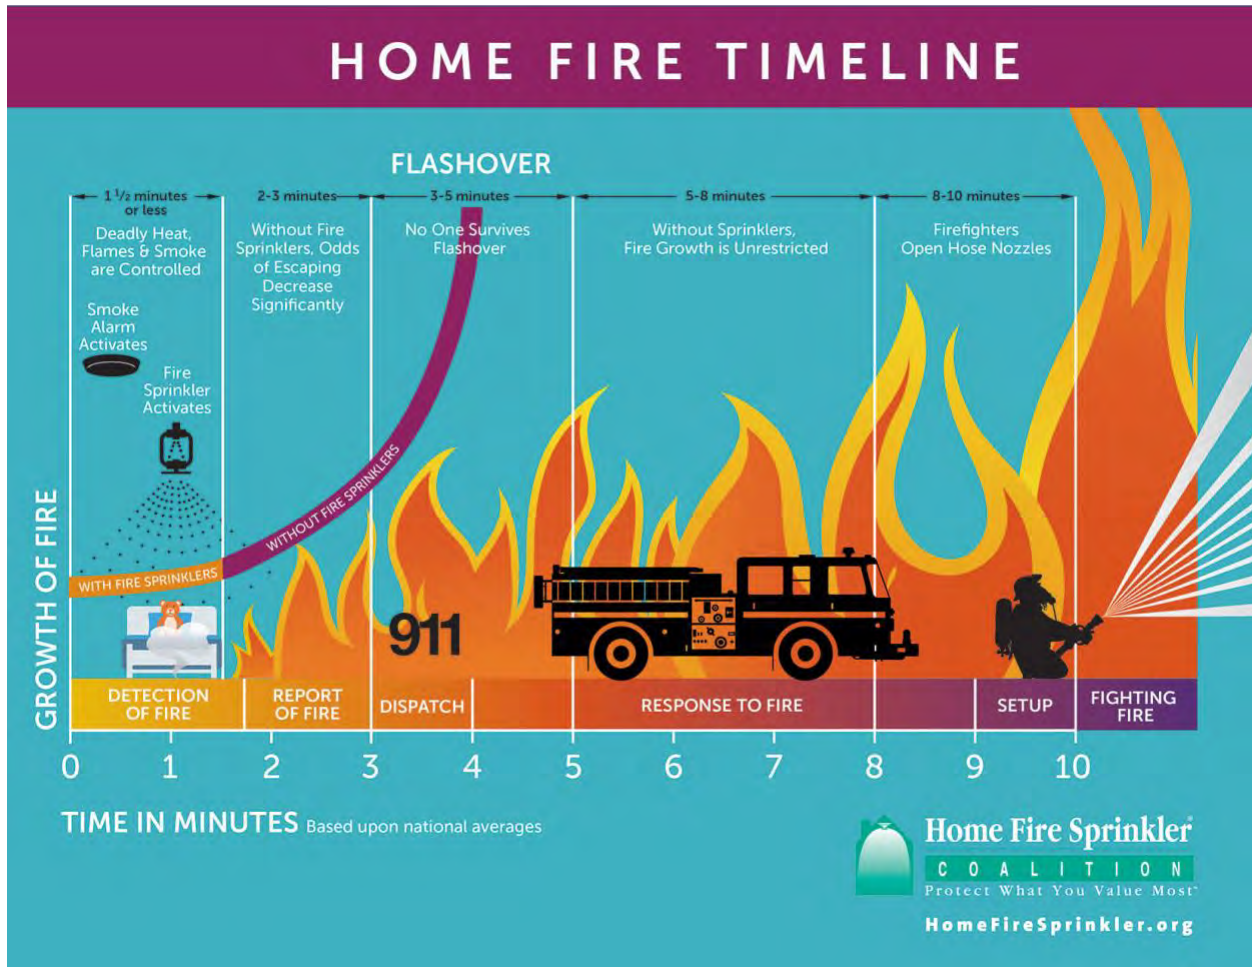 HOME FIRE TIMELINE
FLASHOVER
1 1/2 minutes
or less
Deadly Heat,
Flames & Smoke
are Controlled
Smoke
Alarm
Activates
Fire
Sprinkler
Activates
2-3 minutes
Without Fire
Sprinklers, Odds
of Escaping
Decrease
Significantly
3-5 minutes
No One Survives
Flashover
5-8 minutes
Without Sprinklers,
Fire Growth is Unrestricted
8-10 minutes
Firefighters
Open Hose Nozzles
GROWTH OF FIRE
WITH FIRE SPRINKLERS
WITHOUT FIRE SPRINKLERS
911
DETECTION
OF FIRE
REPORT
OF FIRE
DISPATCH
RESPONSE TO FIRE
SETUP
FIGHTING
FIRE
0 1 2 3 4 5 6 7 8 9 10
TIME IN MINUTES Based upon national averages
Home Fire Sprinkler®
COALITION
Protect What You Value Most™
HomeFireSprinkler.org